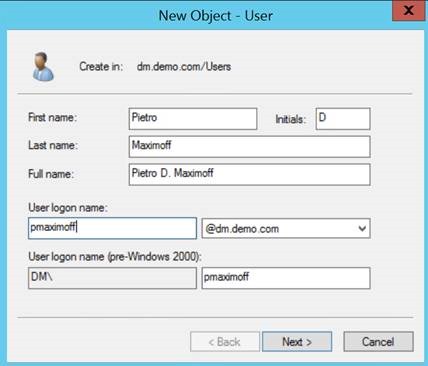 New Object - User
x
Create in: dm.demo.com/Users
First name: Pietro Initials: D
Last name: Maximoff
Full name: Pietro D. Maximoff
User logon name:
pmaximoff @dm.demo.com
User logon name (pre-Windows 2000):
DM\ pmaximoff
< Back Next > Cancel